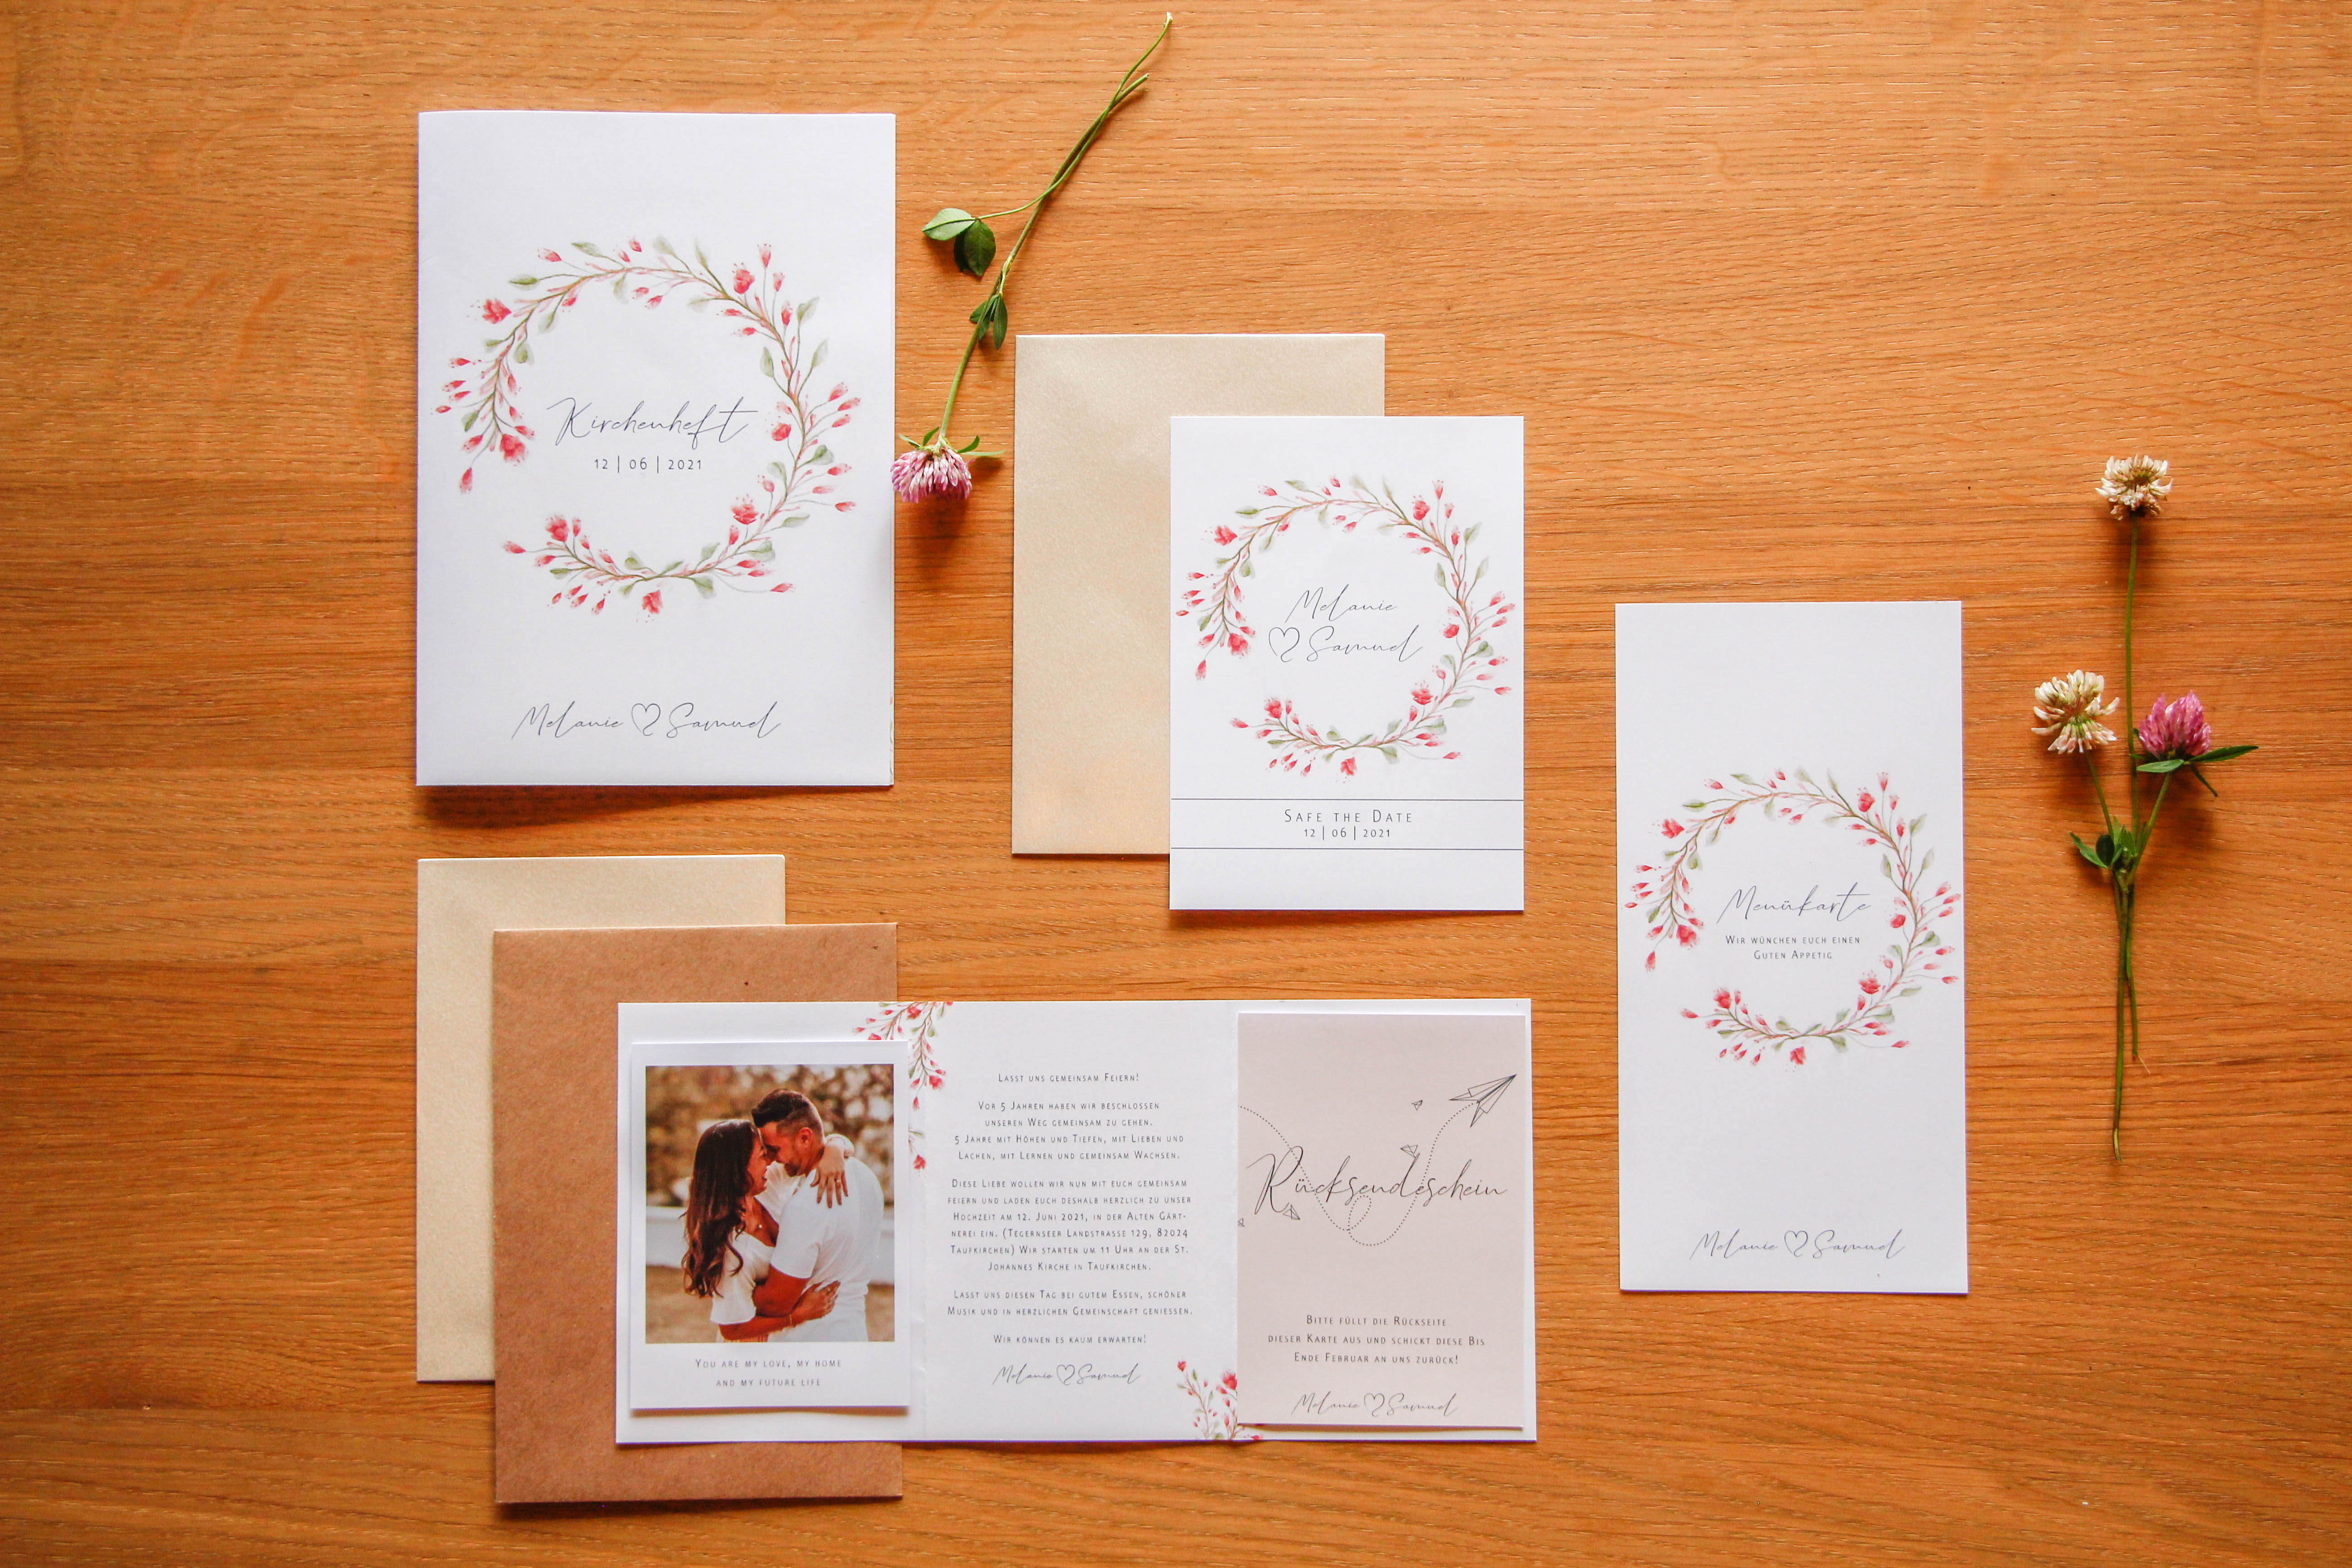 Kirchenheft
12 | 06 | 2021
Melanie Samuel
Melanie
Samuel
Safe the Date
12 | 06 | 2021
Menükarte
Wir wünchen euch einen
Guten Appetig
Melanie Samuel
You are my love, my home
and my future life
Lasst uns gemeinsam Feiern!
Vor 5 Jahren haben wir beschlossen
unseren Weg gemeinsam zu gehen.
5 Jahre mit Höhen und Tiefen, mit Lieben und
Lachen, mit Lernen und gemeinsam Wachsen.
Diese Liebe wollen wir nun mit euch gemeinsam
feiern und laden euch deshalb herzlich zu unser
Hochzeit am 12. Juni 2021, in der Alten Gärt-
nerei ein. (Tegernseer Landstrasse 129, 82024
Taufkirchen) Wir starten um 11 Uhr an der St.
Johannes Kirche in Taufkirchen.
Lasst uns diesen Tag bei gutem Essen, schöner
Musik und in herzlichen Gemeinschaft geniessen.
Wir können es kaum erwarten!
Melanie Samuel
Rücksendeschein
Bitte füllt die Rückseite
dieser Karte aus und schickt diese Bis
Ende Februar an uns zurück!
Melanie Samuel